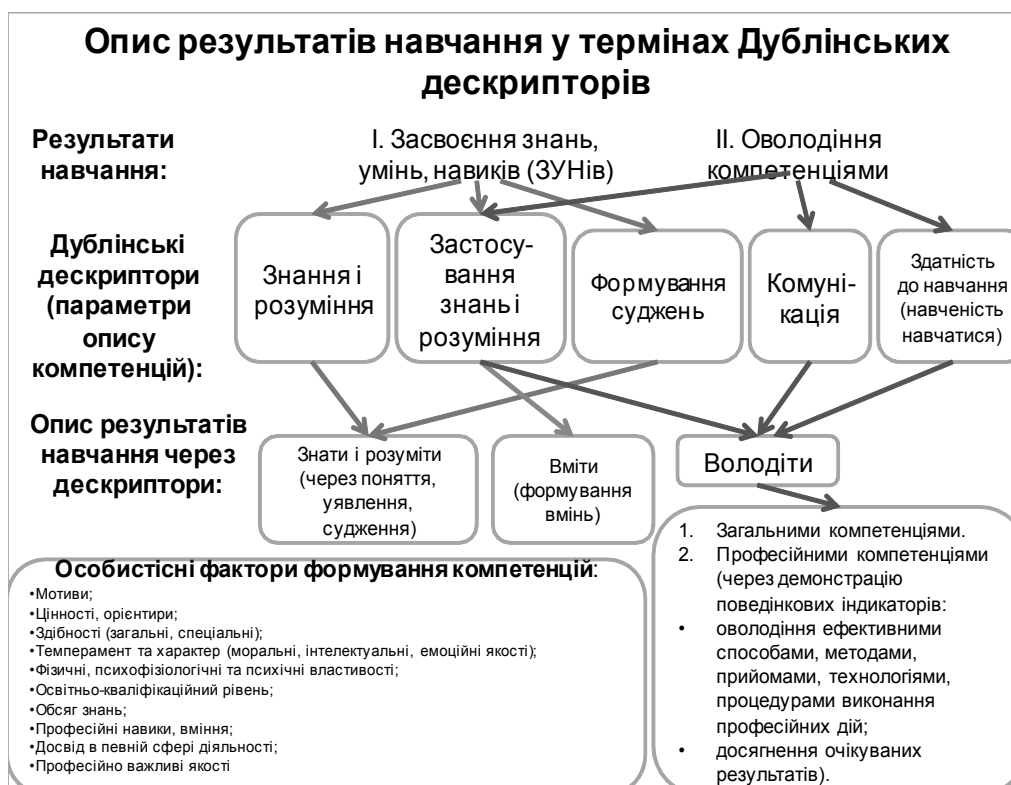 Опис результатів навчання у термінах Дублінських
дескрипторів
Результати
навчання:
І. Засвоєння знань,
умінь, навиків (ЗУНів)
ІІ. Оволодіння
компетенціями
Дублінські
дескриптори
(параметри
опису
компетенцій):
Знання і
розуміння
Застосу-
вання
знань і
розуміння
Формування
суджень
Комуні-
кація
Здатність
до навчання
(навченість
навчатися)
Опис результатів
навчання через
дескриптори:
Знати і розуміти
(через поняття,
уявлення,
судження)
Вміти
(формування
вмінь)
Володіти
1. Загальними компетенціями.
2. Професійними компетенціями
(через демонстрацію
поведінкових індикаторів:
• оволодіння ефективними
способами, методами,
прийомами, технологіями,
процедурами виконання
професійних дій;
• досягнення очікуваних
результатів).
Особистісні фактори формування компетенцій:
•Мотиви;
•Цінності, орієнтири;
•Здібності (загальні, спеціальні);
•Темперамент та характер (моральні, інтелектуальні, емоційні якості);
•Фізичні, психофізіологічні та психічні властивості;
•Освітньо-кваліфікаційний рівень;
•Обсяг знань;
•Професійні навики, вміння;
•Досвід в певній сфері діяльності;
•Професійно важливі якості